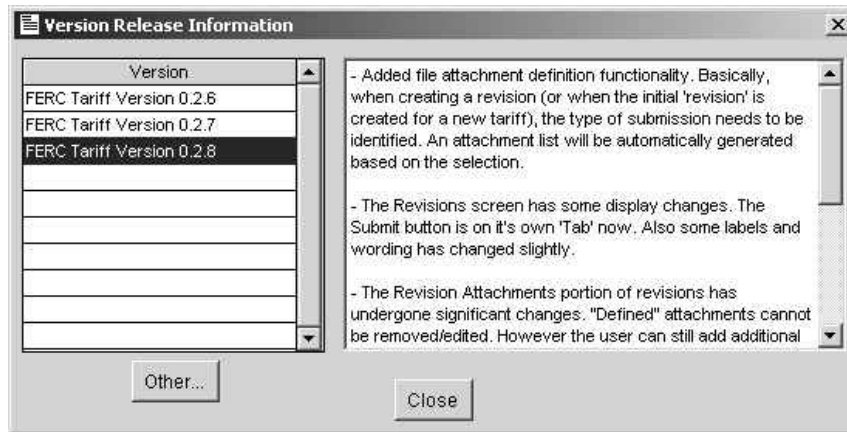 Version Release Information
Version
FERC Tariff Version 0.2.6
FERC Tariff Version 0.2.7
FERC Tariff Version 0.2.8
Other...
- Added file attachment definition functionality. Basically,
when creating a revision (or when the initial 'revision' is
created for a new tariff), the type of submission needs to be
identified. An attachment list will be automatically generated
based on the selection.
- The Revisions screen has some display changes. The
Submit button is on it's own 'Tab' now. Also some labels and
wording has changed slightly.
- The Revision Attachments portion of revisions has
undergone significant changes. "Defined" attachments cannot
be removed/edited. However the user can still add additional
Close